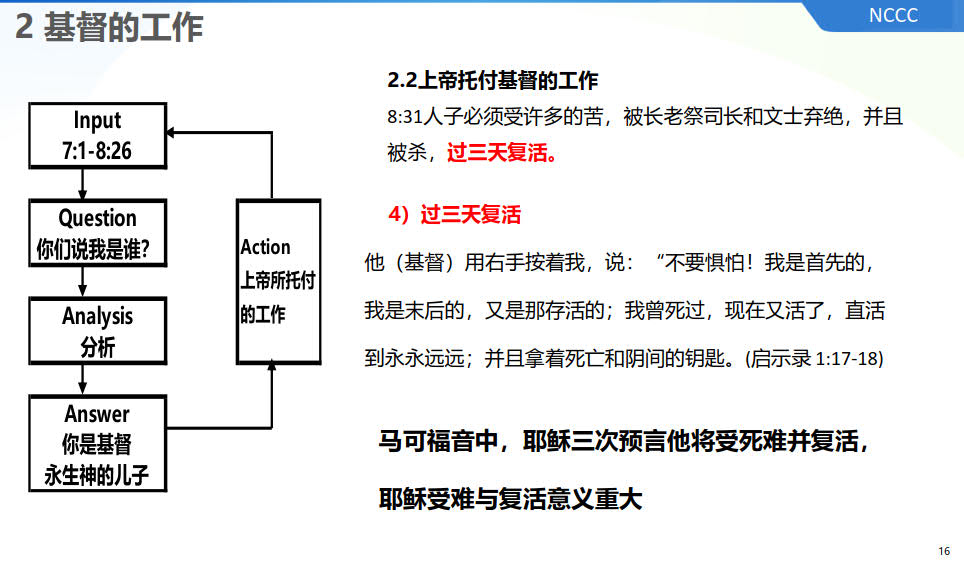 NCCC
2 基督的工作
Input
7:1-8:26
Question
你们说我是谁？
Analysis
分析
Answer
你是基督
永生神的儿子
Action
上帝所托付
的工作
2.2上帝托付基督的工作
8:31人子必须受许多的苦，被长老祭司长和文士弃绝，并且
被杀，过三天复活。
4）过三天复活
他（基督）用右手按着我，说：“不要惧怕！我是首先的，
我是末后的，又是那存活的；我曾死过，现在又活了，直活
到永永远远；并且拿着死亡和阴间的钥匙。(启示录 1:17-18)
马可福音中，耶稣三次预言他将受死难并复活，
耶稣受难与复活意义重大
16